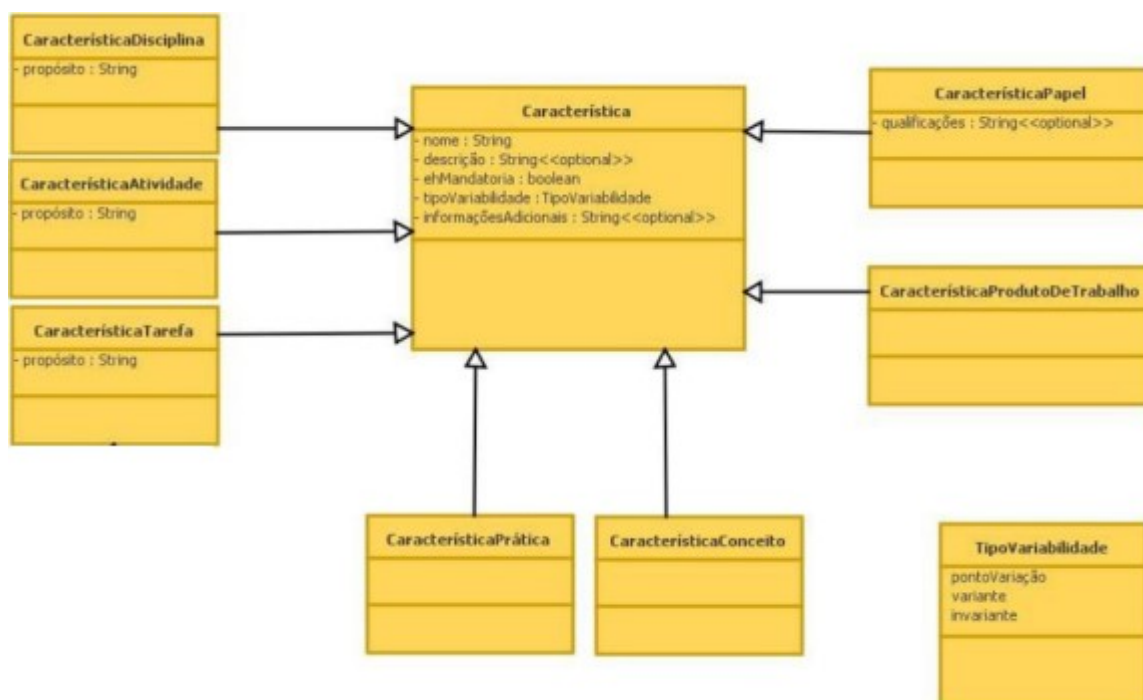 CaracterísticaDisciplina
- propósito : String
CaracterísticaAtividade
- propósito : String
CaracterísticaTarefa
- propósito : String
Característica
- nome : String
- descrição : String<<optional>>
- ehMandatoria : boolean
- tipoVariabilidade : TipoVariabilidade
- informaçõesAdicionais : String<<optional>>
CaracterísticaPapel
- qualificações : String<<optional>>
CaracterísticaProdutoDeTrabalho
CaracterísticaPrática
CaracterísticaConceito
TipoVariabilidade
pontoVariação
variante
invariante